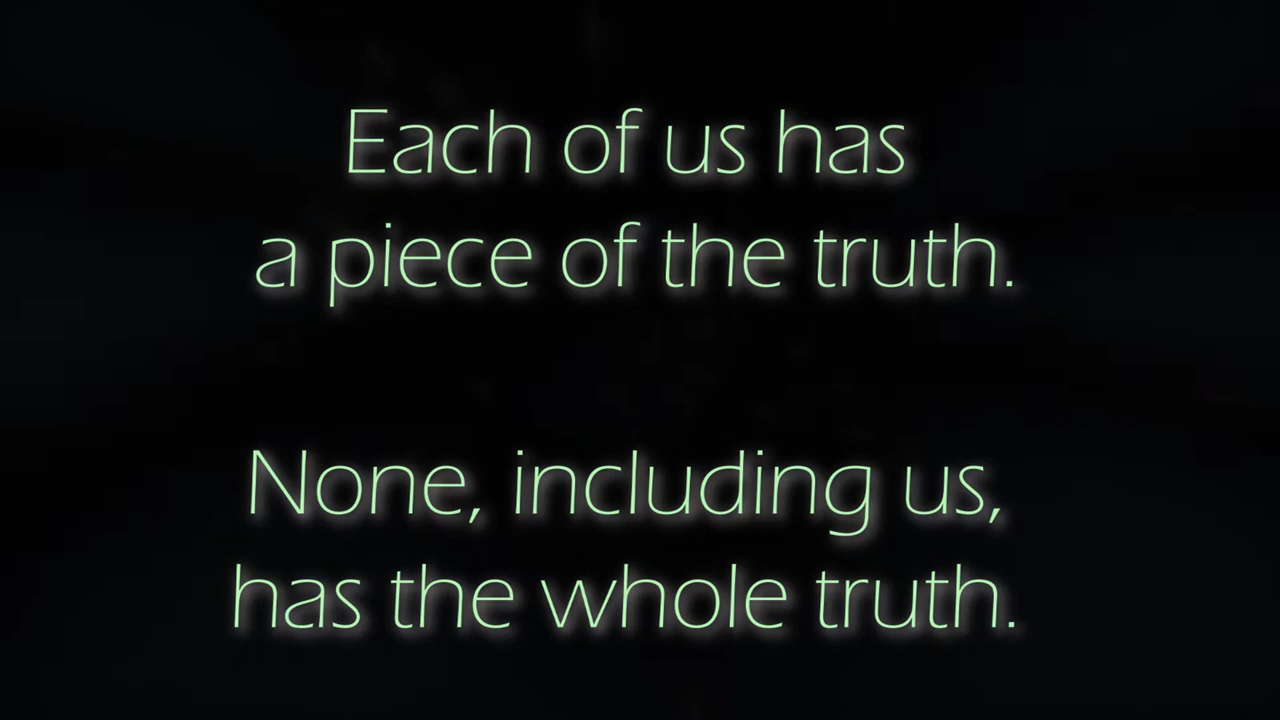 Each of us has
a piece of the truth.
None, including us,
has the whole truth.